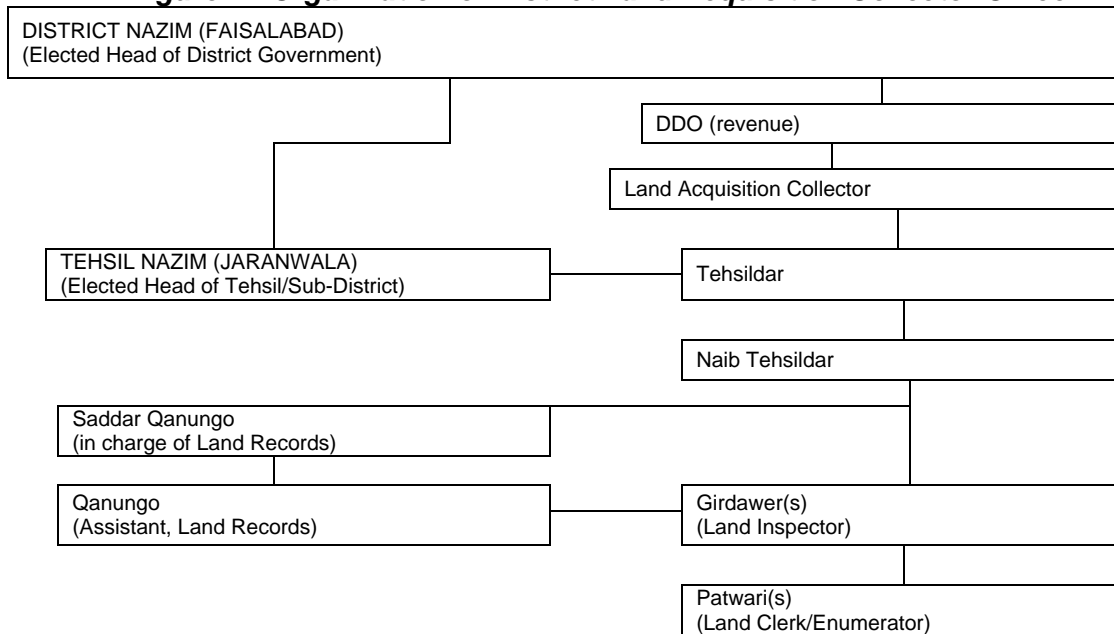 DISTRICT NAZIM (FAISALABAD)
(Elected Head of District Government)
DDO (revenue)
Land Acquisition Collector
TEHSIL NAZIM (JARANWALA)
(Elected Head of Tehsil/Sub-District)
Tehsildar
Naib Tehsildar
Saddar Qanungo
(in charge of Land Records)
Qanungo
(Assistant, Land Records)
Girdawer(s)
(Land Inspector)
Patwari(s)
(Land Clerk/Enumerator)